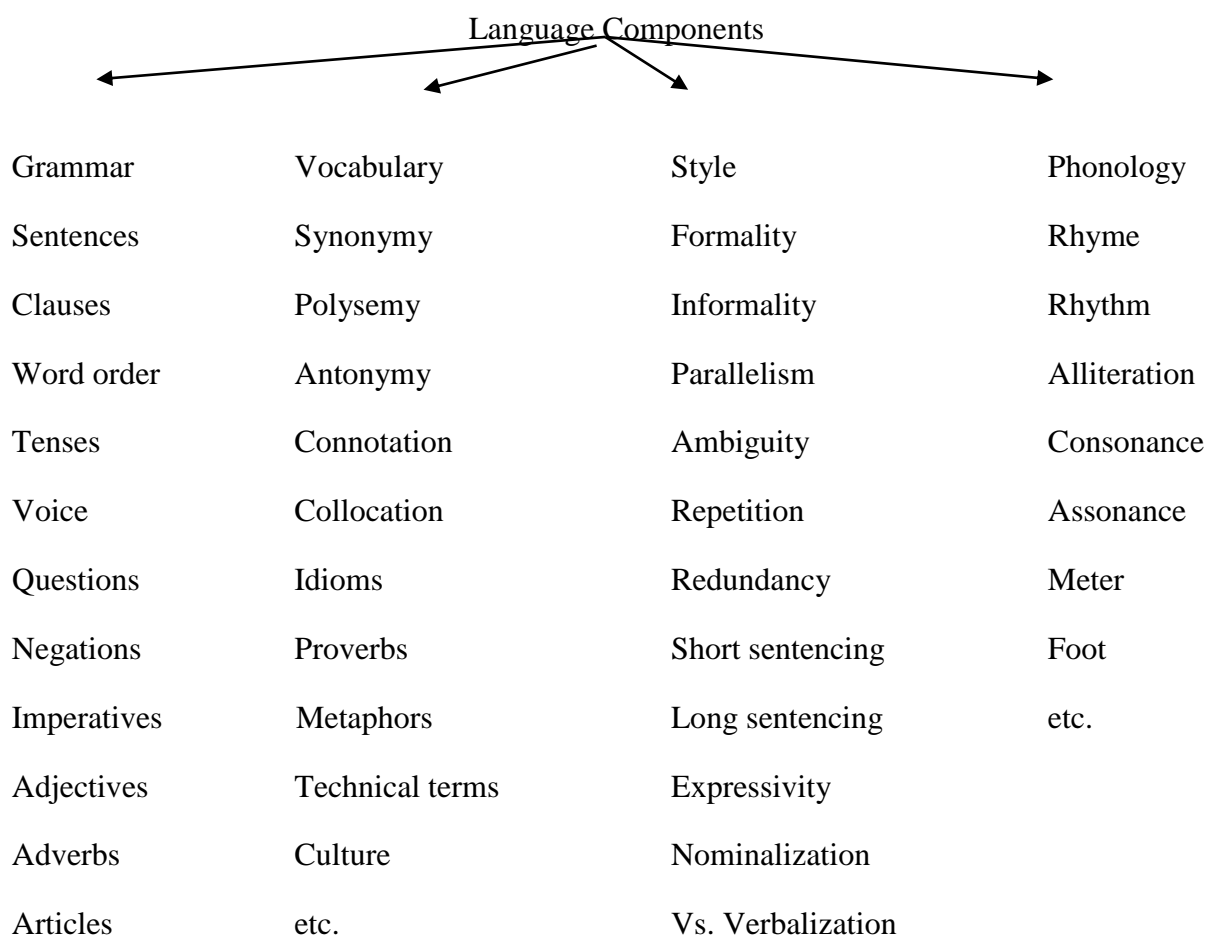 Language Components
Grammar Vocabulary Style Phonology
Sentences Synonymy Formality Rhyme
Clauses Polysemy Informality Rhythm
Word order Antonymy Parallelism Alliteration
Tenses Connotation Ambiguity Consonance
Voice Collocation Repetition Assonance
Questions Idioms Redundancy Meter
Negations Proverbs Short sentencing Foot
Imperatives Metaphors Long sentencing etc.
Adjectives Technical terms Expressivity
Adverbs Culture Nominalization
Articles etc. Vs. Verbalization